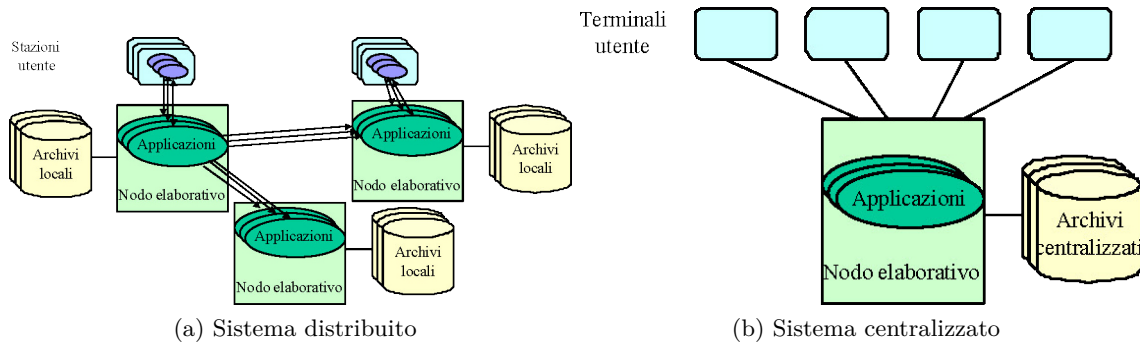 Stazioni
utente
Applicazioni
Nodo elaborativo
Archivi
locali
Applicazioni
Nodo elaborativo
Archivi
locali
Applicazioni
Nodo elaborativo
Archivi
locali
(a) Sistema distribuito
Terminali
utente
Applicazioni
Nodo elaborativo
Archivi
centralizzati
(b) Sistema centralizzato